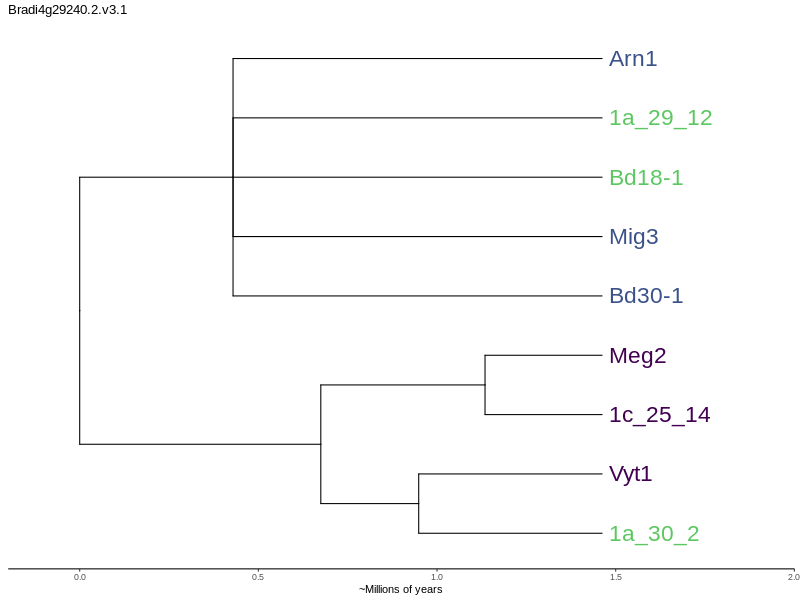 Bradi4g29240.2.v3.1
Arn1
1a_29_12
Bd18-1
Mig3
Bd30-1
Meg2
1c_25_14
Vyt1
1a_30_2
0.0 0.5 1.0 1.5 2.0
~Millions of years